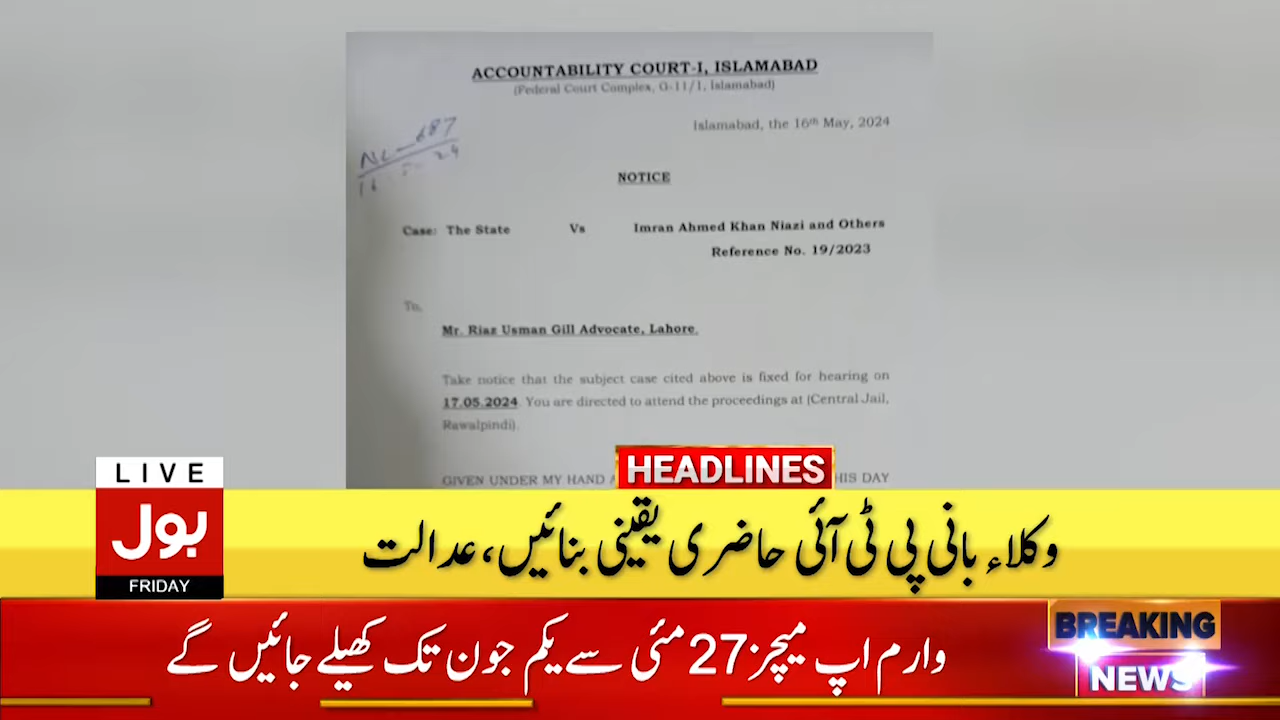 ACCOUNTABILITY COURT-I, ISLAMABAD
(Federal Court Complex, G-11/1, Islamabad)
Islamabad, the 16th May, 2024
NOTICE
Case: The State Vs Imran Ahmed Khan Niazi and Others
Reference No. 19/2023
To,
Mr. Riaz Usman Gill Advocate, Lahore.
Take notice that the subject case cited above is fixed for hearing on
17.05.2024. You are directed to attend the proceedings at (Central Jail,
Rawalpindi).
GIVEN UNDER MY HAND
HIS DAY
HEADLINES
LIVE
بول
FRIDAY
وکلاء بانی پی ٹی آئی حاضری یقینی بنائیں، عدالت
وارم اپ میچز 27 مئی سے یکم جون تک کھیلے جائیں گے
BREAKING
NEWS